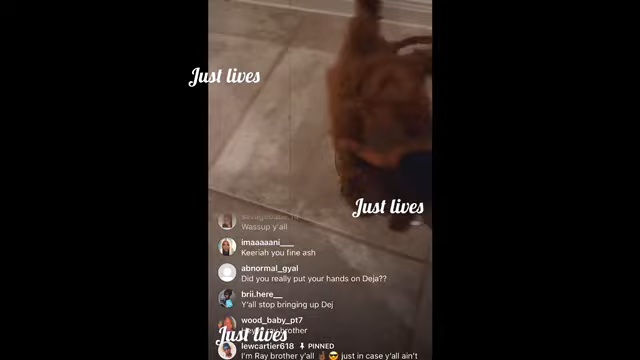 Just lives
Just lives
Wassup y'all
imaaaaani___
Keeriah you fine ash
abnormal_gyal
Did you really put your hands on Deja??
brii.here__
Y'all stop bringing up Dej
wood_baby_pt7
brother
Just lives
lewcartier618 PINNED
I'm Ray brother y'all just in case y'all ain't